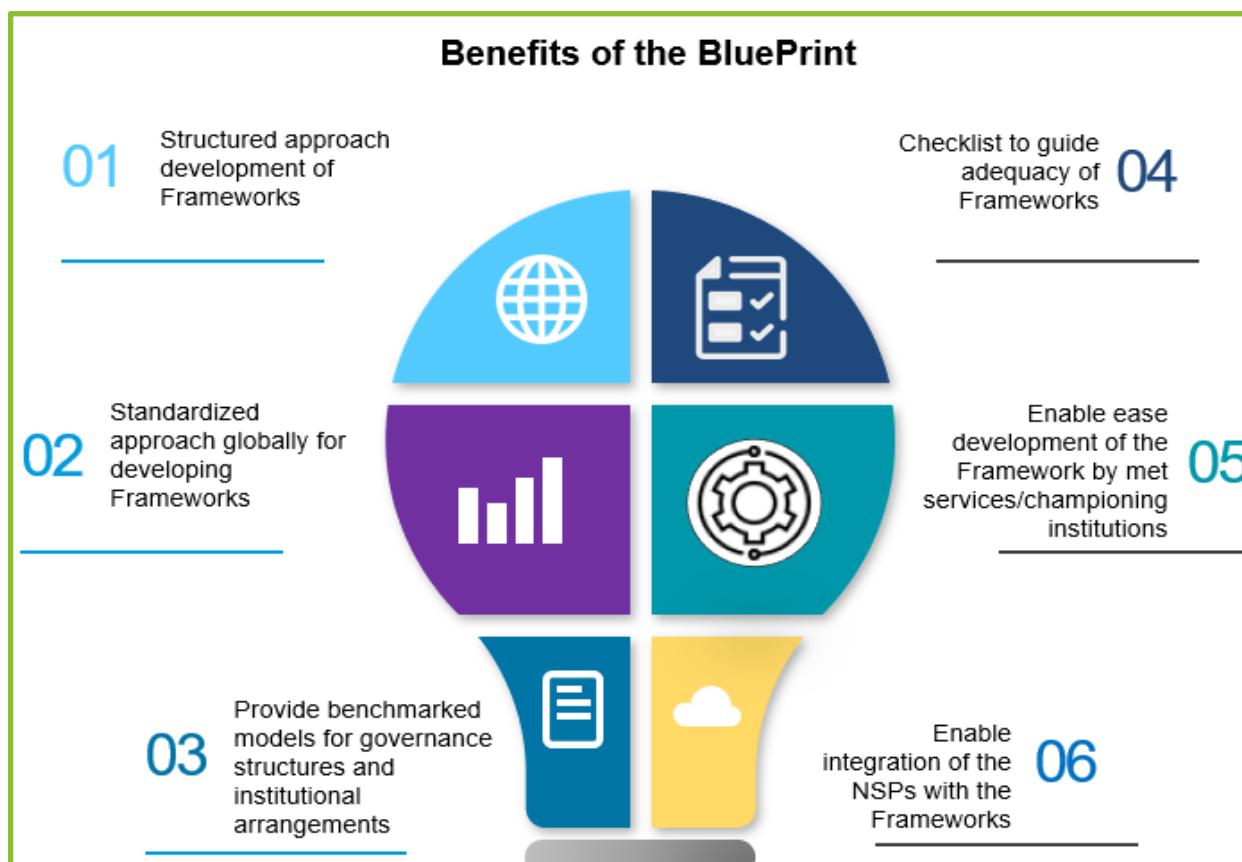 Benefits of the BluePrint
01
Structured approach
development of
Frameworks
02
Standardized
approach globally for
developing
Frameworks
03
Provide benchmarked
models for governance
structures and
institutional
arrangements
04
Checklist to guide
adequacy of
Frameworks
05
Enable ease
development of the
Framework by met
services/championing
institutions
06
Enable
integration of the
NSPs with the
Frameworks